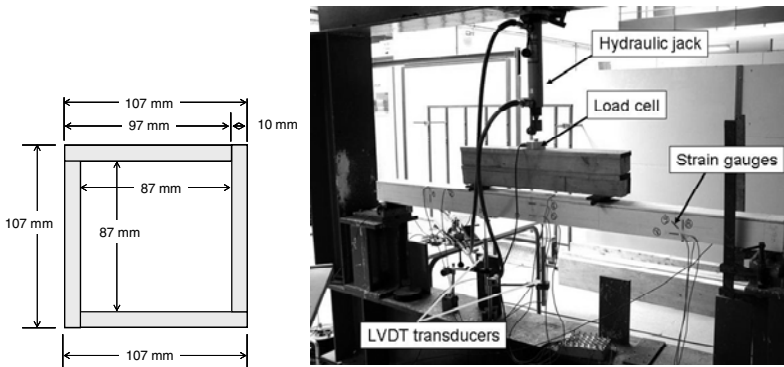 107 mm
97 mm
10 mm
87 mm
107 mm
87 mm
107 mm
Hydraulic jack
Load cell
Strain gauges
LVDT transducers